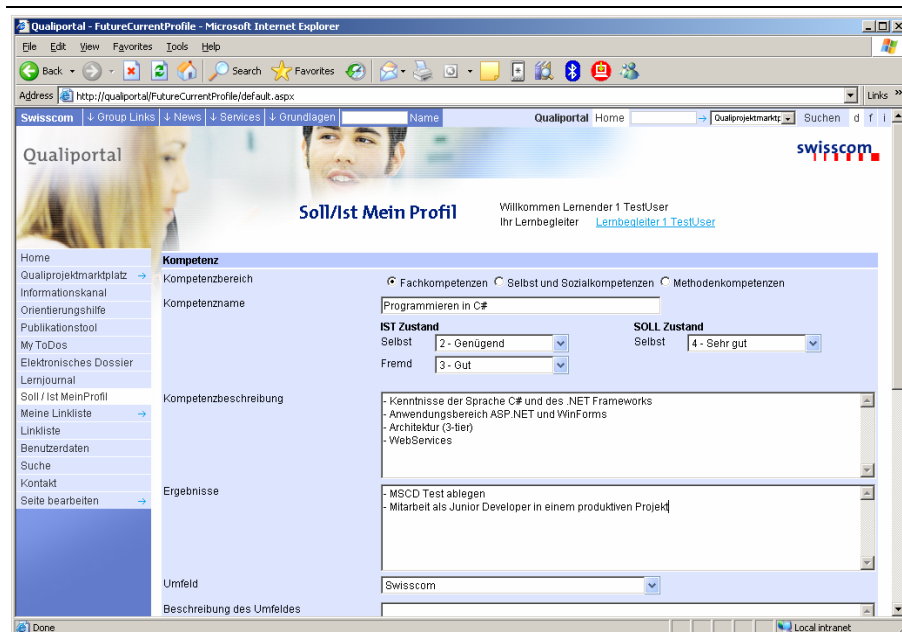 Qualiportal - FutureCurrentProfile - Microsoft Internet Explorer
File Edit View Favorites Tools Help
Back Search Favorites
Address http://qualiportal/FutureCurrentProfile/default.aspx Links »
Swisscom ↓ Group Links ↓ News ↓ Services ↓ Grundlagen Name Qualiportal Home → Qualiprojektmarktp Suchen d f i
Qualiportal
swisscom
Soll/Ist Mein Profil
Willkommen Lernender 1 TestUser
Ihr Lernbegleiter Lernbegleiter 1 TestUser
Home
Qualiprojektmarktplatz →
Informationskanal
Orientierungshilfe
Publikationstool
My ToDos
Elektronisches Dossier
Lernjournal
Soll / Ist MeinProfil
Meine Linkliste →
Linkliste
Benutzerdaten
Suche
Kontakt
Seite bearbeiten →
Kompetenz
Kompetenzbereich Fachkompetenzen Selbst und Sozialkompetenzen Methodenkompetenzen
Kompetenzname Programmieren in C#
IST Zustand SOLL Zustand
Selbst 2 - Genügend Selbst 4 - Sehr gut
Fremd 3 - Gut
Kompetenzbeschreibung - Kenntnisse der Sprache C# und des .NET Frameworks
- Anwendungsbereich ASP.NET und WinForms
- Architektur (3-tier)
- WebServices
Ergebnisse - MSCD Test ablegen
- Mitarbeit als Junior Developer in einem produktiven Projekt
Umfeld Swisscom
Beschreibung des Umfeldes
Done Local intranet